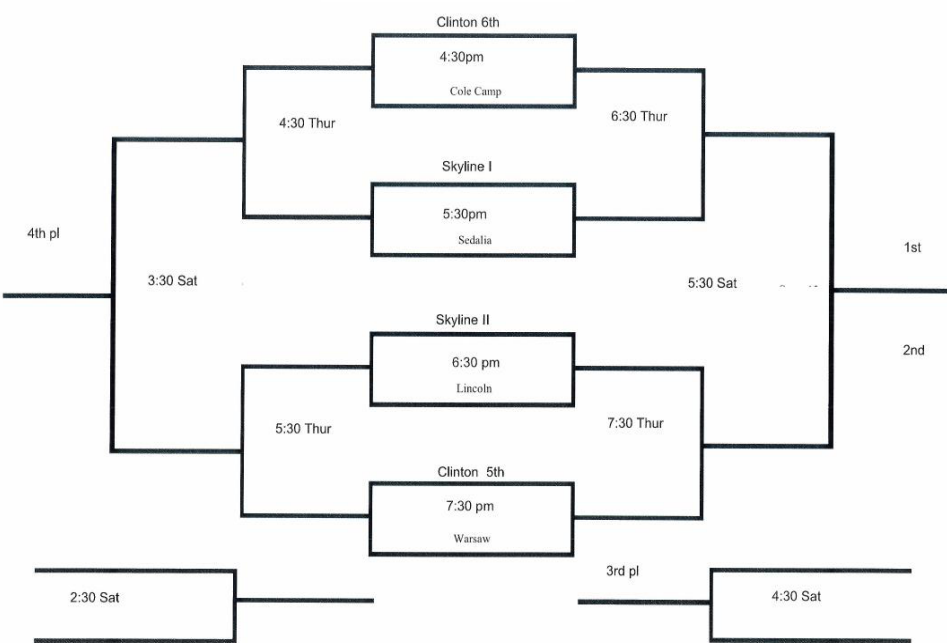 Clinton 6th
4:30pm
Cole Camp
4:30 Thur
6:30 Thur
Skyline I
5:30pm
Sedalia
4th pl
1st
3:30 Sat
5:30 Sat
2nd
Skyline II
6:30 pm
Lincoln
5:30 Thur
7:30 Thur
Clinton 5th
7:30 pm
Warsaw
2:30 Sat
3rd pl
4:30 Sat